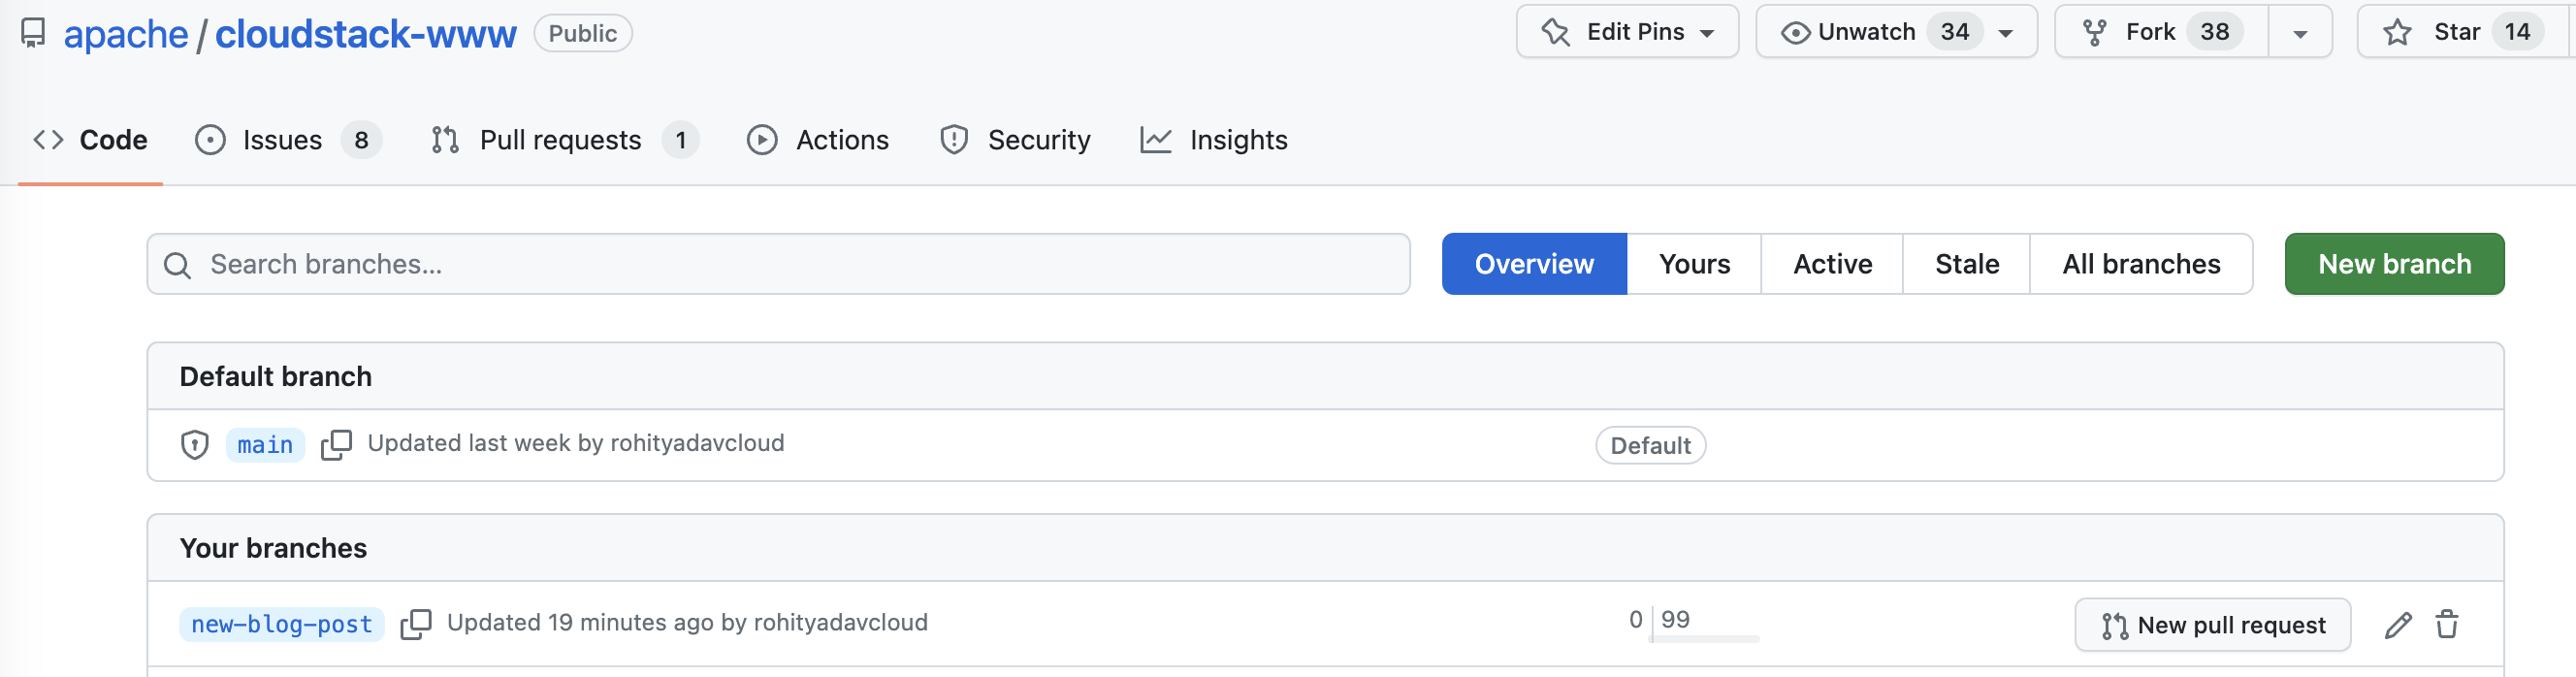 apache / cloudstack-www Public Edit Pins Unwatch 34 Fork 38 Star 14
Code Issues 8 Pull requests 1 Actions Security Insights
Search branches... Overview Yours Active Stale All branches New branch
Default branch
main Updated last week by rohityadavcloud Default
Your branches
new-blog-post Updated 19 minutes ago by rohityadavcloud 0 99 New pull request